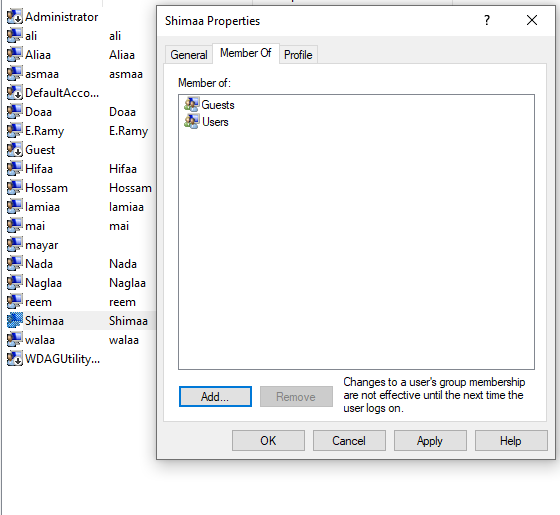 Administrator
ali ali
Aliaa Aliaa
asmaa asmaa
DefaultAcco...
Doaa Doaa
E.Ramy E.Ramy
Guest
Hifaa Hifaa
Hossam Hossam
lamiaa lamiaa
mai mai
mayar
Nada Nada
Naglaa Naglaa
reem reem
Shimaa Shimaa
walaa walaa
WDAGUtility...
Shimaa Properties
General Member Of Profile
Member of:
Guests
Users
Add... Remove
Changes to a user's group membership
are not effective until the next time the
user logs on.
OK Cancel Apply Help